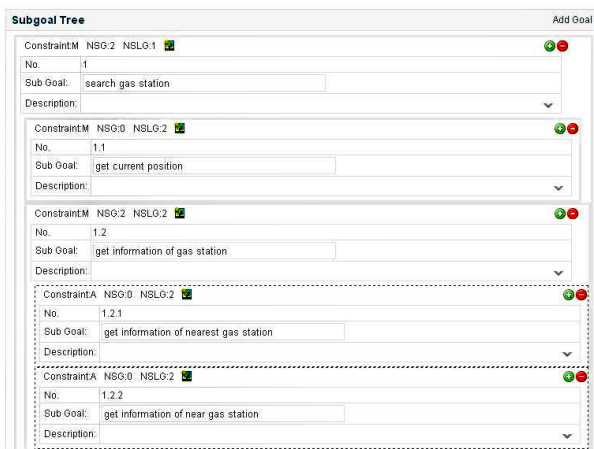 Subgoal Tree Add Goal
Constraint:M NSG:2 NSLG:1
No. 1
Sub Goal: search gas station
Description:
Constraint:M NSG:0 NSLG:2
No. 1.1
Sub Goal: get current position
Description:
Constraint:M NSG:2 NSLG:2
No. 1.2
Sub Goal: get information of gas station
Description:
Constraint:A NSG:0 NSLG:2
No. 1.2.1
Sub Goal: get information of nearest gas station
Description:
Constraint:A NSG:0 NSLG:2
No. 1.2.2
Sub Goal: get information of near gas station
Description: